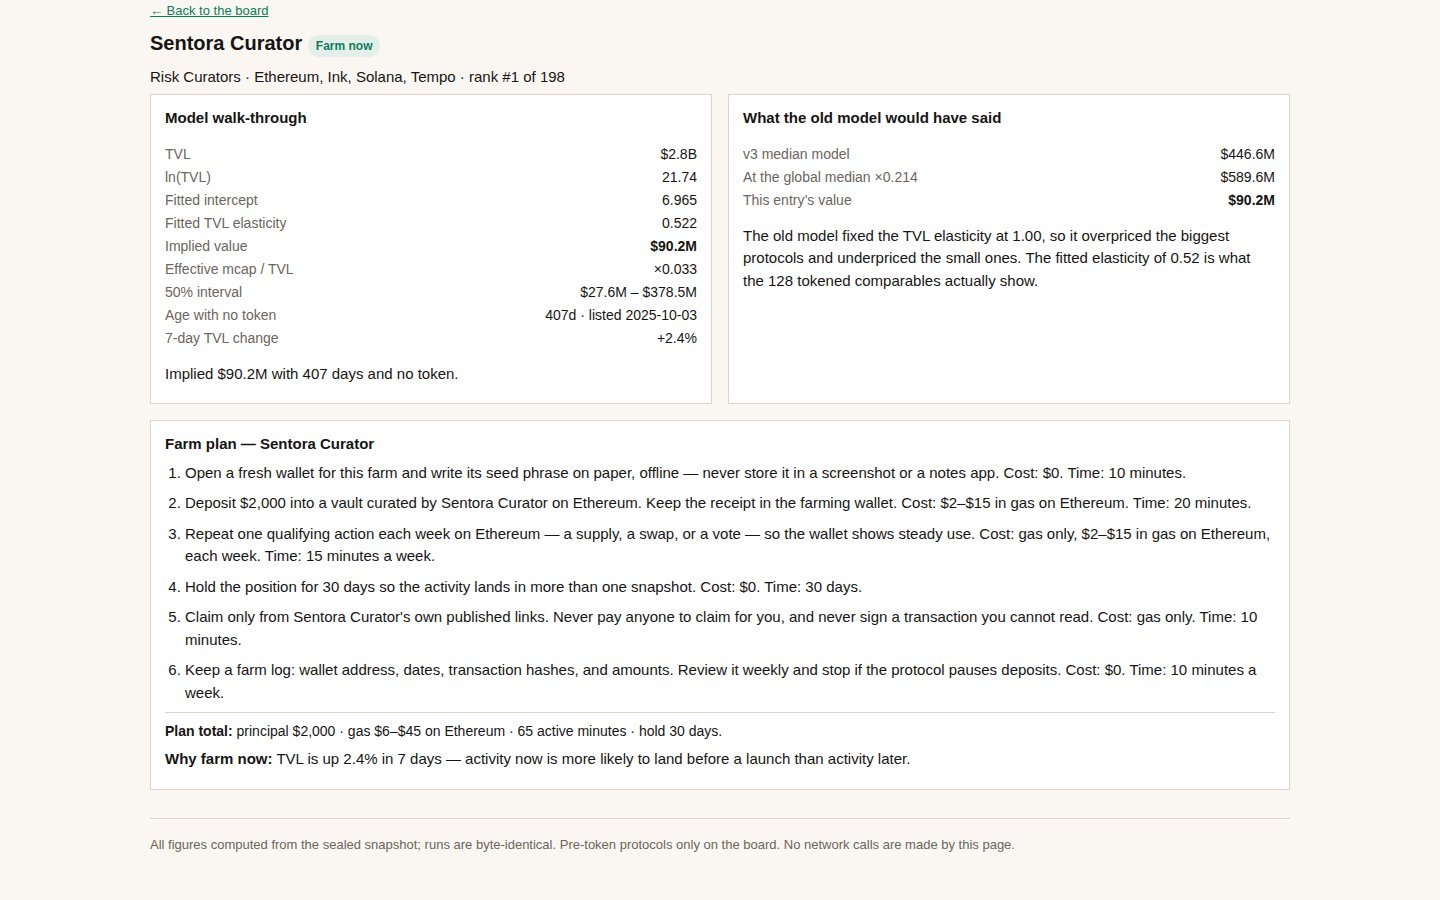 ← Back to the board
Sentora Curator Farm now
Risk Curators · Ethereum, Ink, Solana, Tempo · rank #1 of 198
Model walk-through
TVL $2.8B
ln(TVL) 21.74
Fitted intercept 6.965
Fitted TVL elasticity 0.522
Implied value $90.2M
Effective mcap / TVL ×0.033
50% interval $27.6M – $378.5M
Age with no token 407d · listed 2025-10-03
7-day TVL change +2.4%
Implied $90.2M with 407 days and no token.
What the old model would have said
v3 median model $446.6M
At the global median ×0.214 $589.6M
This entry’s value $90.2M
The old model fixed the TVL elasticity at 1.00, so it overpriced the biggest
protocols and underpriced the small ones. The fitted elasticity of 0.52 is what
the 128 tokened comparables actually show.
Farm plan — Sentora Curator
1. Open a fresh wallet for this farm and write its seed phrase on paper, offline — never store it in a screenshot or a notes app. Cost: $0. Time: 10 minutes.
2. Deposit $2,000 into a vault curated by Sentora Curator on Ethereum. Keep the receipt in the farming wallet. Cost: $2–$15 in gas on Ethereum. Time: 20 minutes.
3. Repeat one qualifying action each week on Ethereum — a supply, a swap, or a vote — so the wallet shows steady use. Cost: gas only, $2–$15 in gas on Ethereum,
each week. Time: 15 minutes a week.
4. Hold the position for 30 days so the activity lands in more than one snapshot. Cost: $0. Time: 30 days.
5. Claim only from Sentora Curator's own published links. Never pay anyone to claim for you, and never sign a transaction you cannot read. Cost: gas only. Time: 10
minutes.
6. Keep a farm log: wallet address, dates, transaction hashes, and amounts. Review it weekly and stop if the protocol pauses deposits. Cost: $0. Time: 10 minutes a
week.
Plan total: principal $2,000 · gas $6–$45 on Ethereum · 65 active minutes · hold 30 days.
Why farm now: TVL is up 2.4% in 7 days — activity now is more likely to land before a launch than activity later.
All figures computed from the sealed snapshot; runs are byte-identical. Pre-token protocols only on the board. No network calls are made by this page.